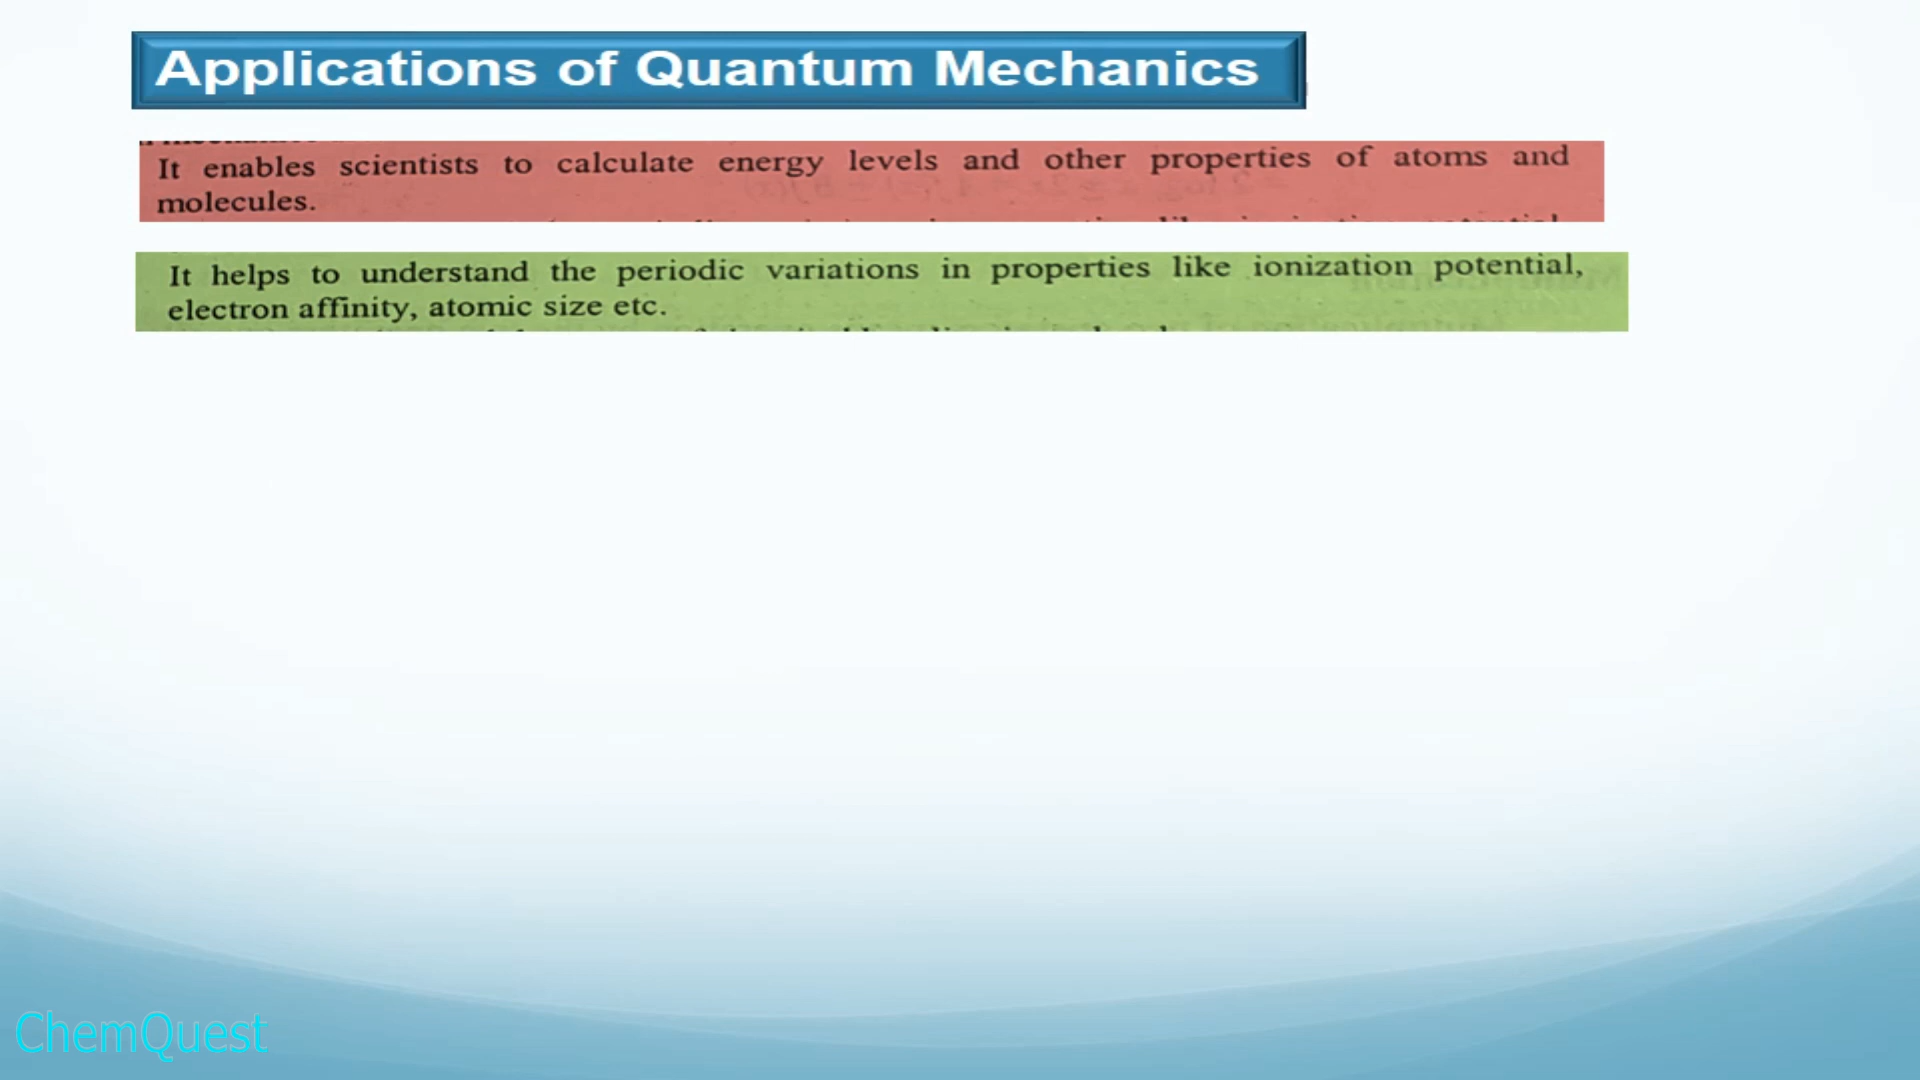 Applications of Quantum Mechanics
It enables scientists to calculate energy levels and other properties of atoms and
molecules.
It helps to understand the periodic variations in properties like ionization potential,
electron affinity, atomic size etc.
ChemQuest